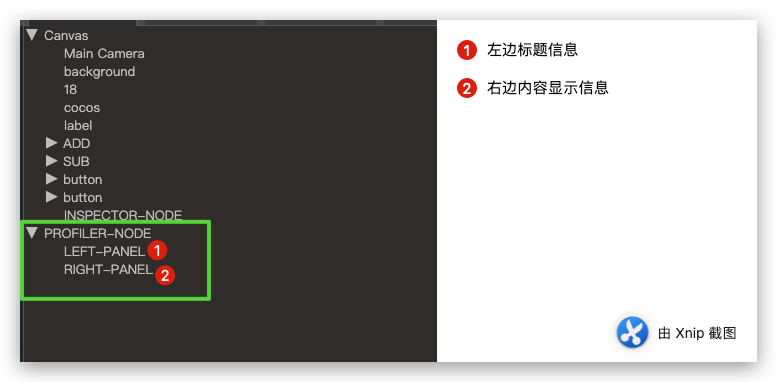 Canvas
Main Camera
background
18
cocos
label
ADD
SUB
button
button
INSPECTOR-NODE
PROFILER-NODE
LEFT-PANEL 1
RIGHT-PANEL 2
1 左边标题信息
2 右边内容显示信息
由 Xnip 截图